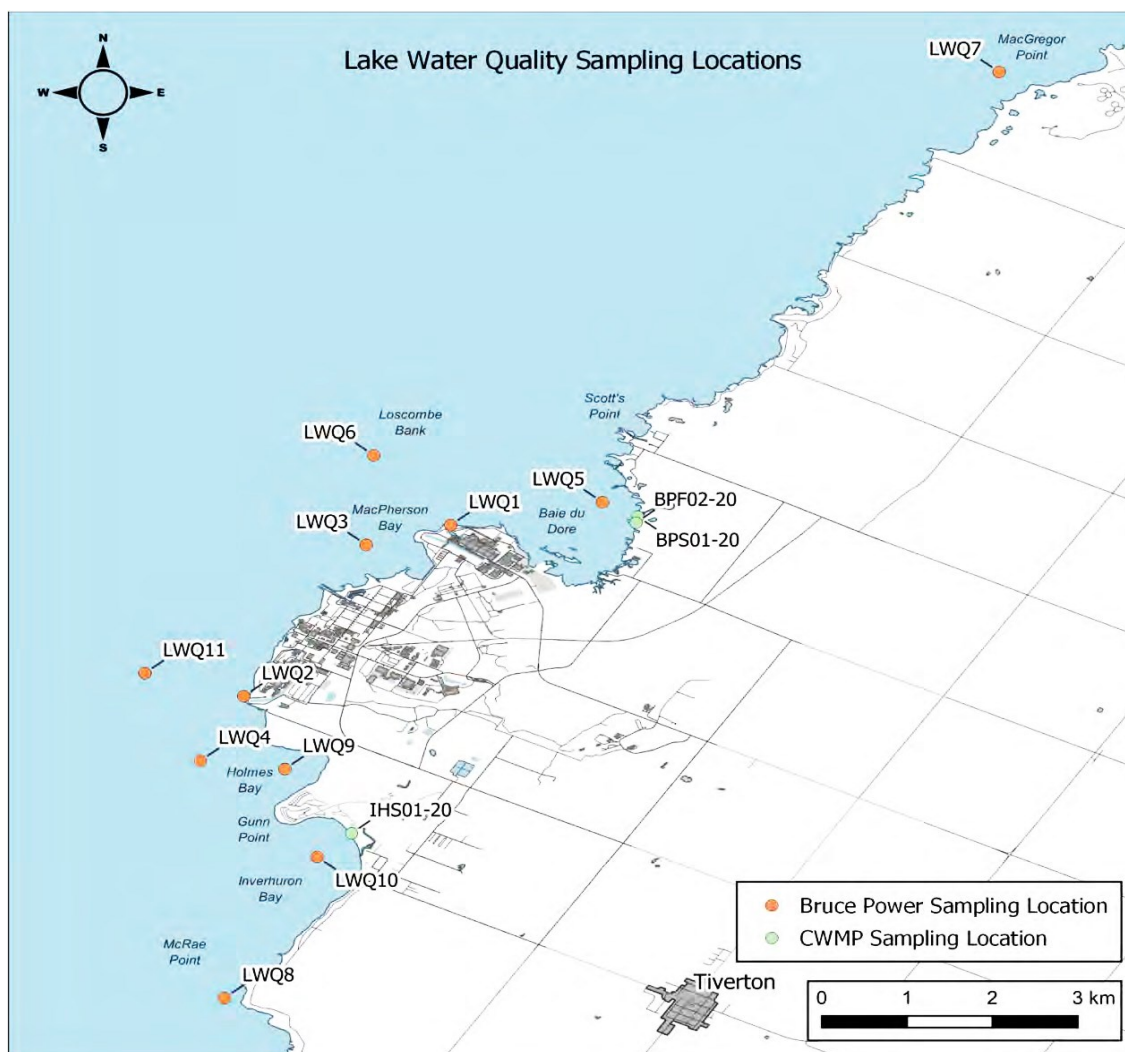 MacGregor
Point
LWQ7
Lake Water Quality Sampling Locations
N
W
E
S
Scott's
Point
Loscombe
Bank
LWQ6
LWQ5
BPF02-20
LWQ1
MacPherson
Bay
Baie du
Dore
LWQ3
BPS01-20
LWQ11
LWQ2
LWQ4
LWQ9
Holmes
Bay
IHS01-20
Gunn
Point
LWQ10
Inverhuron
Bay
Bruce Power Sampling Location
CWMP Sampling Location
McRae
Point
LWQ8
Tiverton
0 1 2 3 km